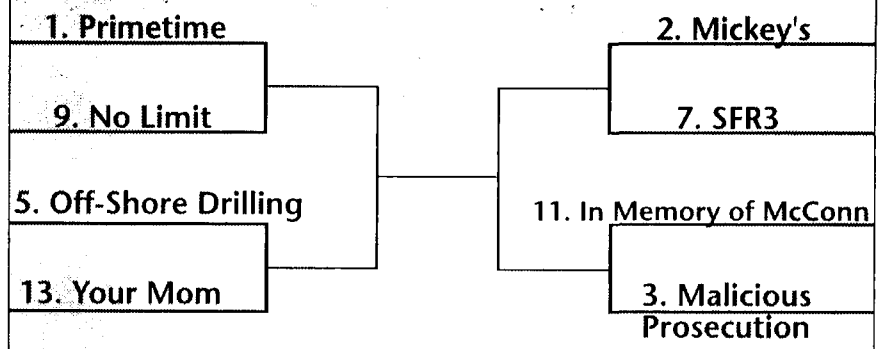 1. Primetime
9. No Limit
5. Off-Shore Drilling
13. Your Mom
2. Mickey's
7. SFR3
11. In Memory of McConn
3. Malicious
Prosecution